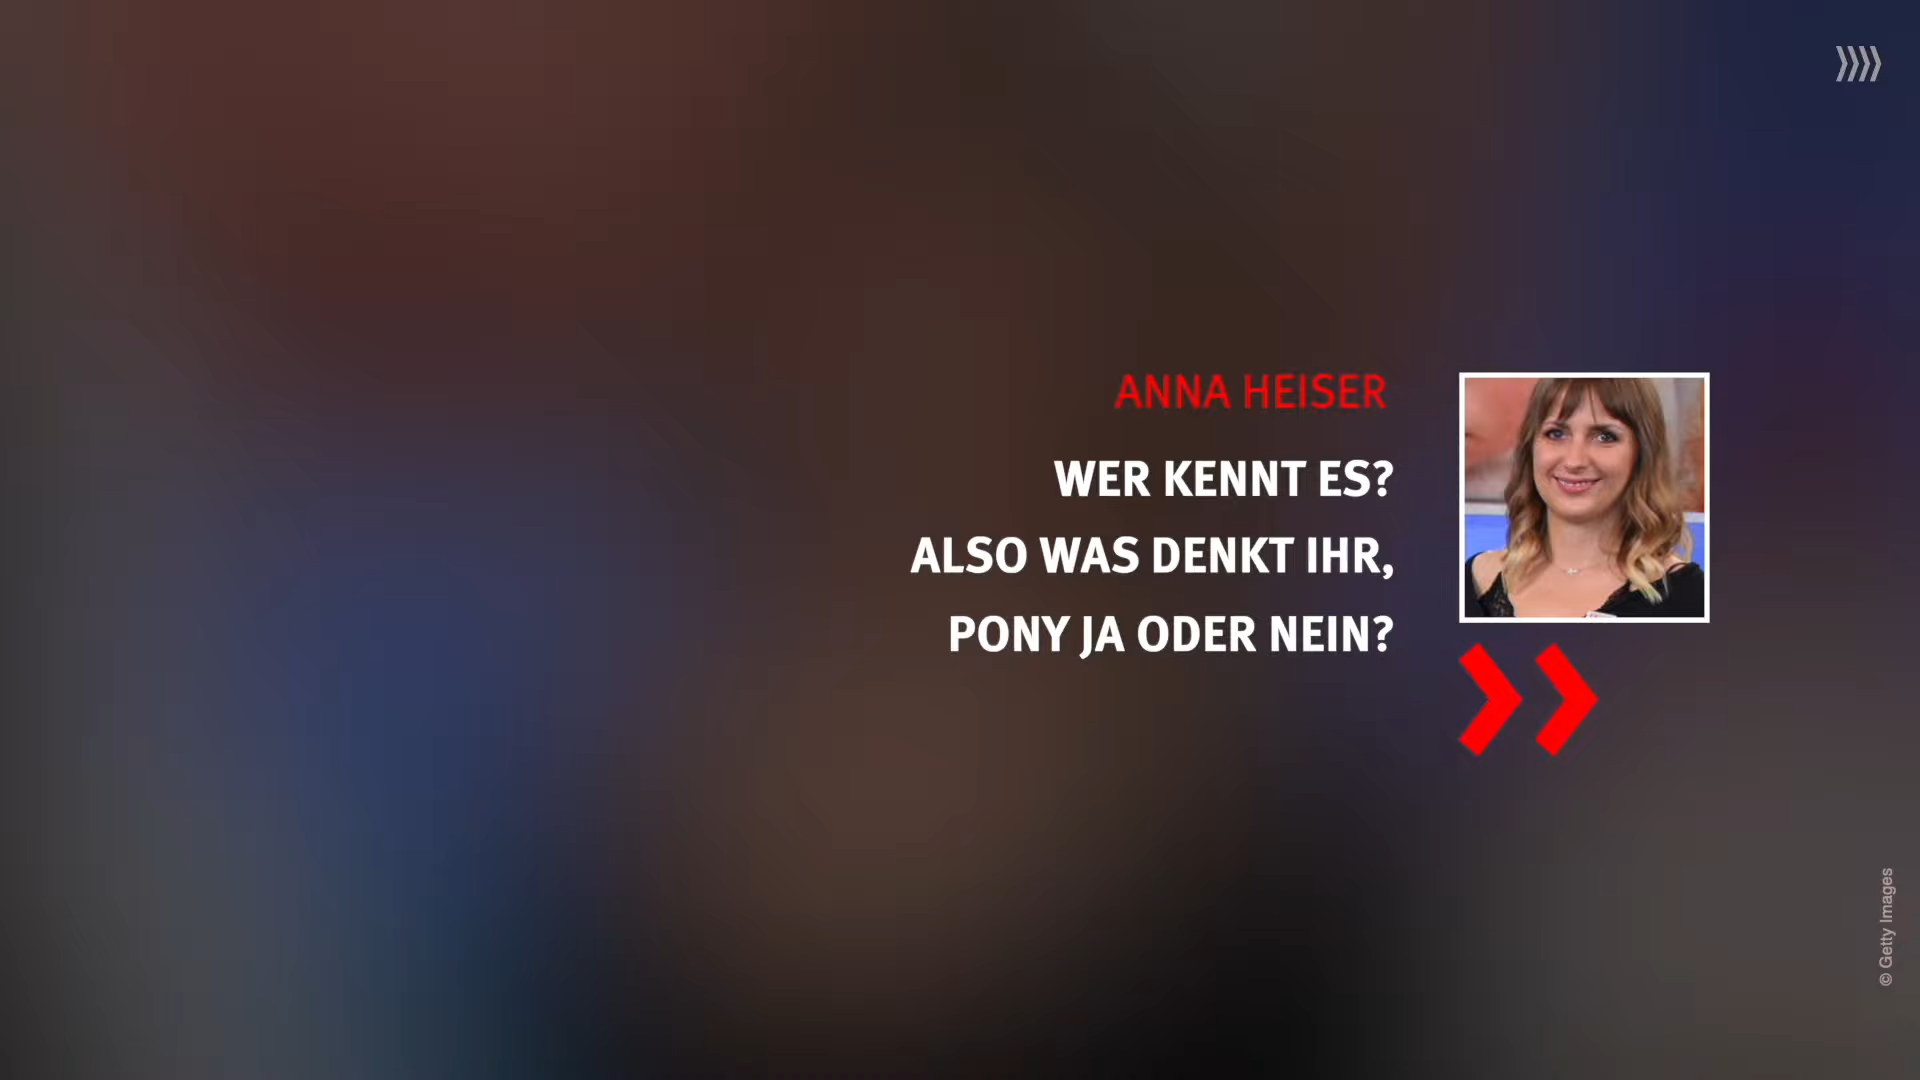 ANNA HEISER
WER KENNT ES?
ALSO WAS DENKT IHR,
PONY JA ODER NEIN?
© Getty Images